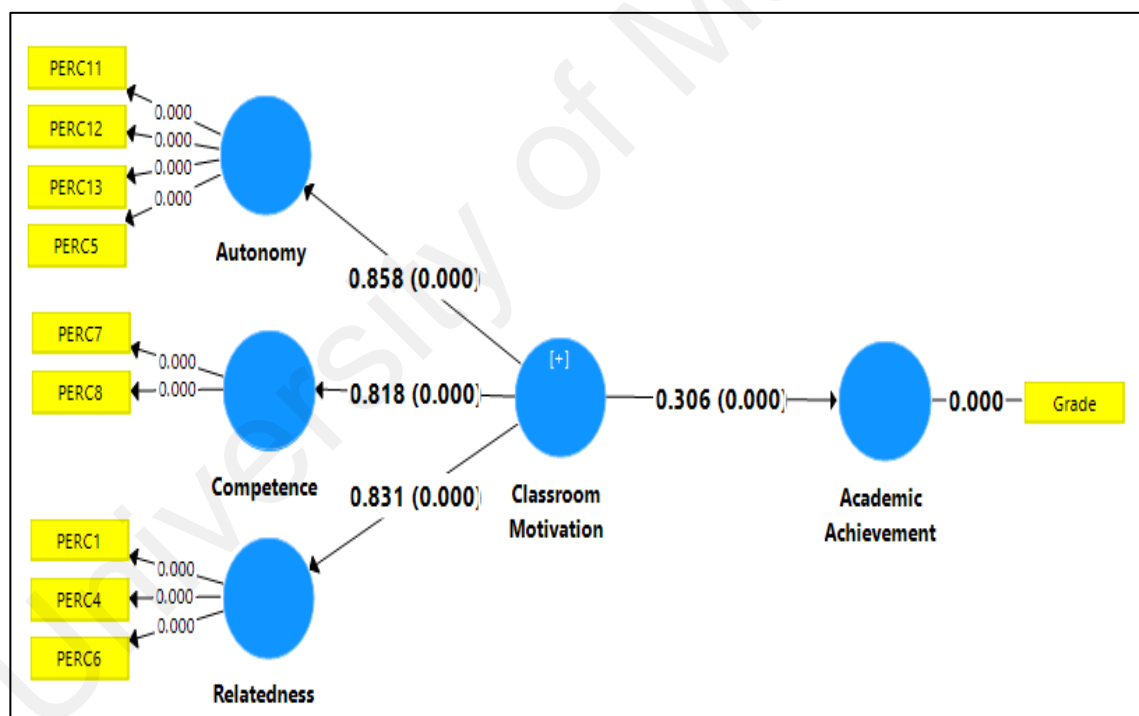 PERC11
0.000
PERC12
0.000
PERC13
0.000
PERC5
0.000
Autonomy
0.858 (0.000)
PERC7
0.000
PERC8
0.000
Competence
0.818 (0.000)
[+]
Classroom
Motivation
0.306 (0.000)
Academic
Achievement
0.000
Grade
0.831 (0.000)
PERC1
0.000
PERC4
0.000
PERC6
0.000
Relatedness
University of M